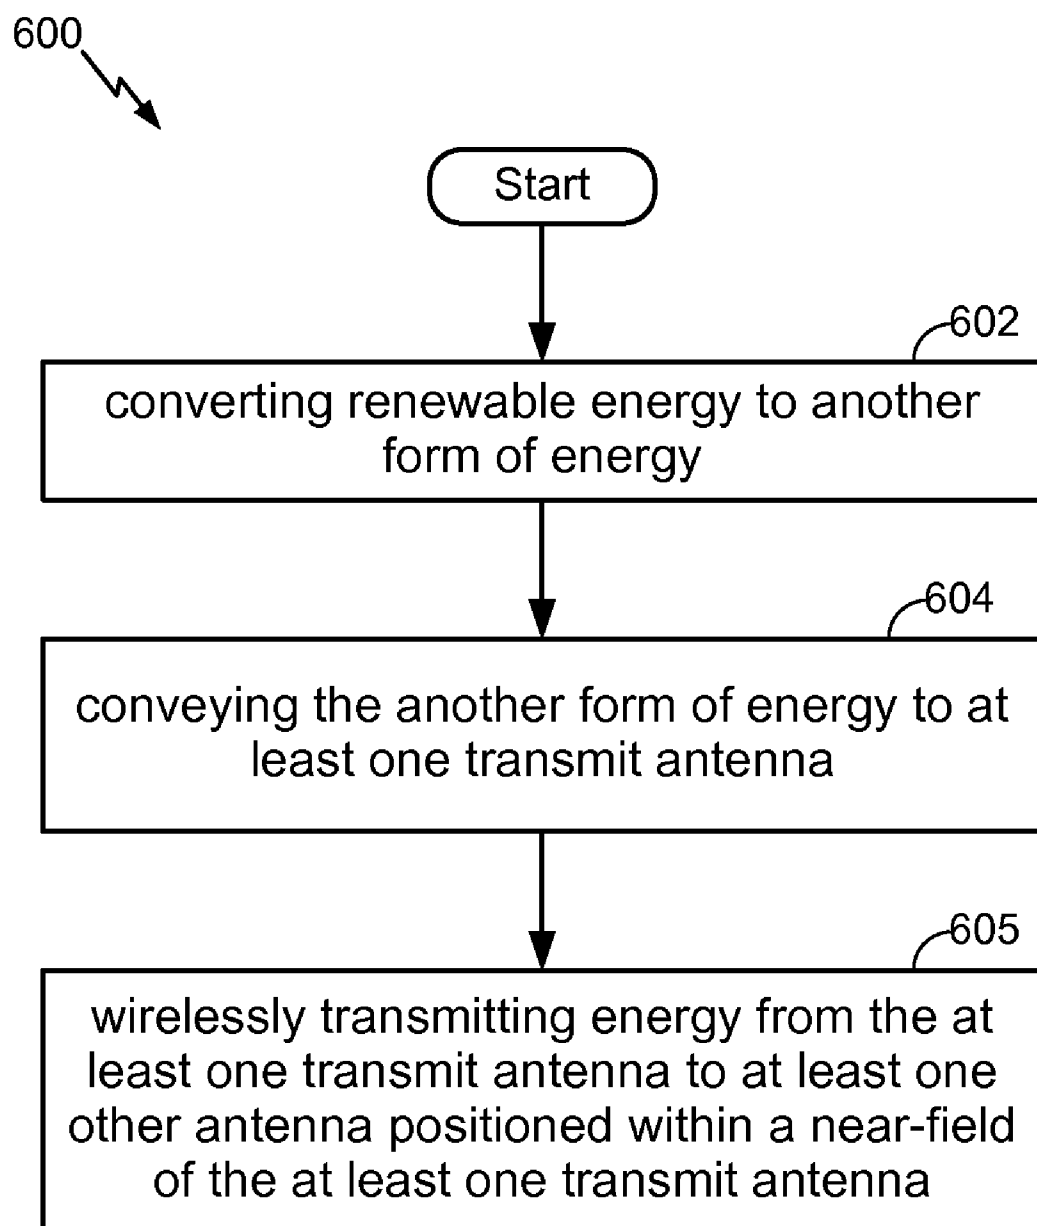 600
Start
602
converting renewable energy to another
form of energy
604
conveying the another form of energy to at
least one transmit antenna
605
wirelessly transmitting energy from the at
least one transmit antenna to at least one
other antenna positioned within a near-field
of the at least one transmit antenna